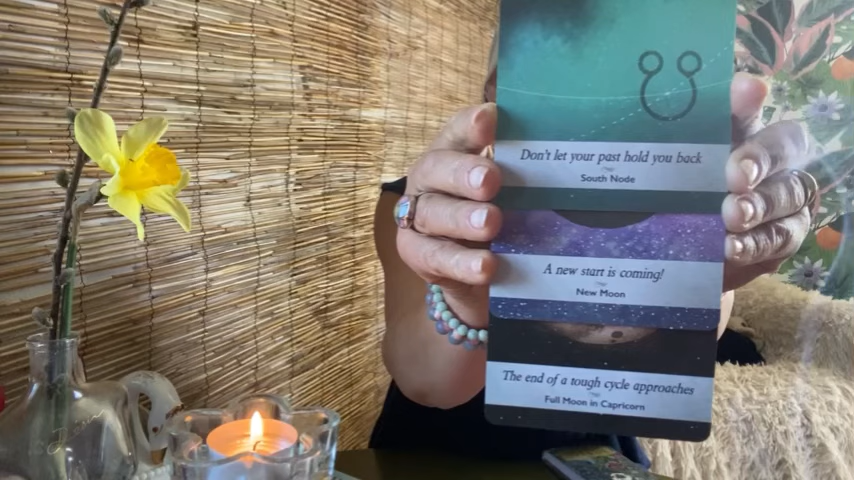 Don't let your past hold you back
South Node
A new start is coming!
New Moon
The end of a tough cycle approaches
Full Moon in Capricorn